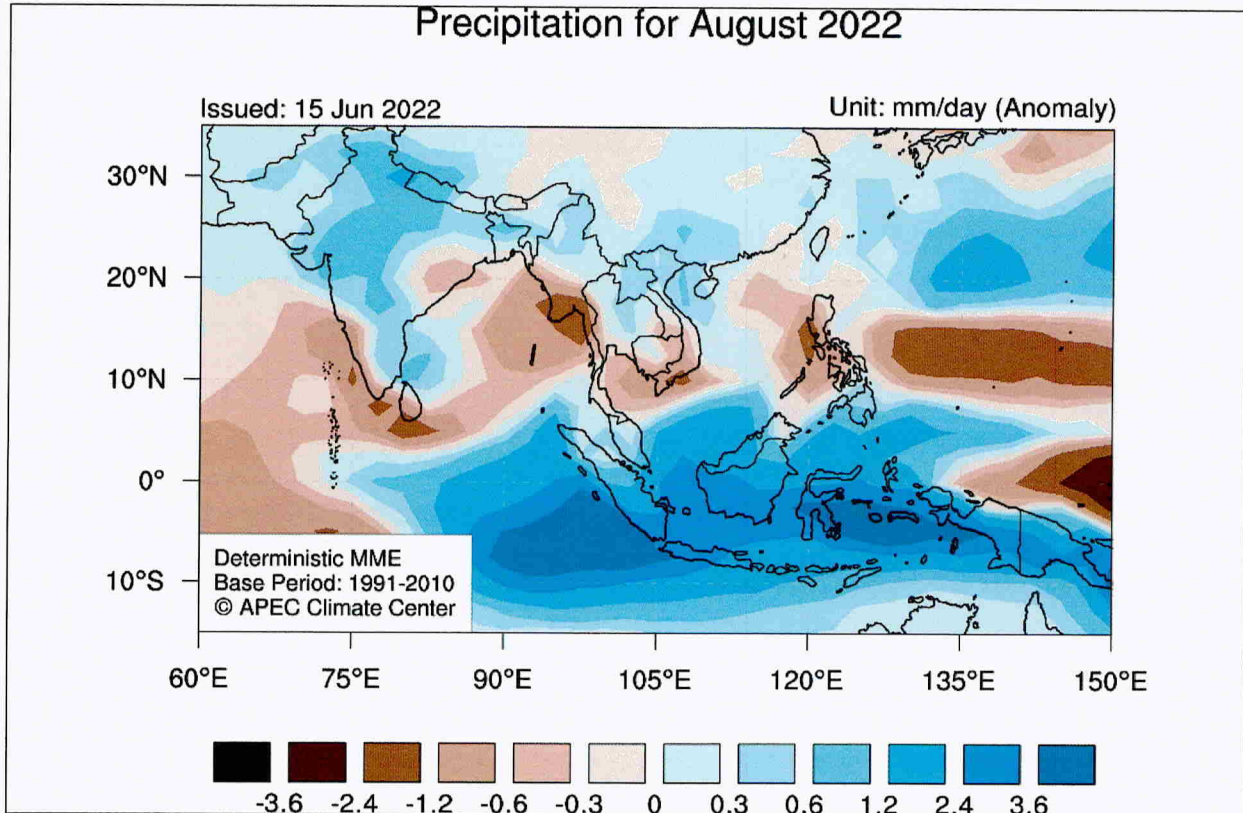 Precipitation for August 2022
Issued: 15 Jun 2022
Unit: mm/day (Anomaly)
30°N
20°N
10°N
0°
10°S
Deterministic MME
Base Period: 1991-2010
© APEC Climate Center
60°E 75°E 90°E 105°E 120°E 135°E 150°E
-3.6 -2.4 -1.2 -0.6 -0.3 0 0.3 0.6 1.2 2.4 3.6